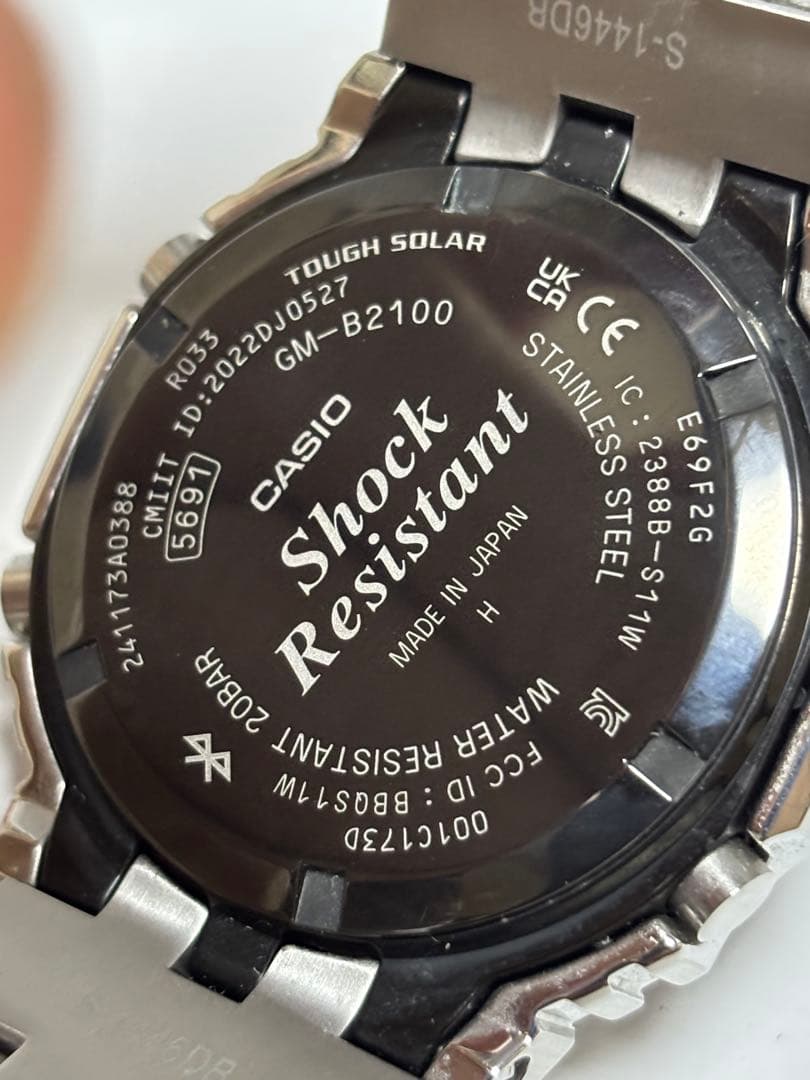 S-1446DR
TOUGH SOLAR
UK
CA CE
R033
CMIIT ID:2022DJ0527
GM-B2100
5691
241173A0388
CASIO
Shock
Resistant
MADE IN JAPAN
H
STAINLESS STEEL
IC : 2388B-S11W
E69F2G
WATER RESISTANT 20BAR
FCC ID : BBQS11W
001C173D